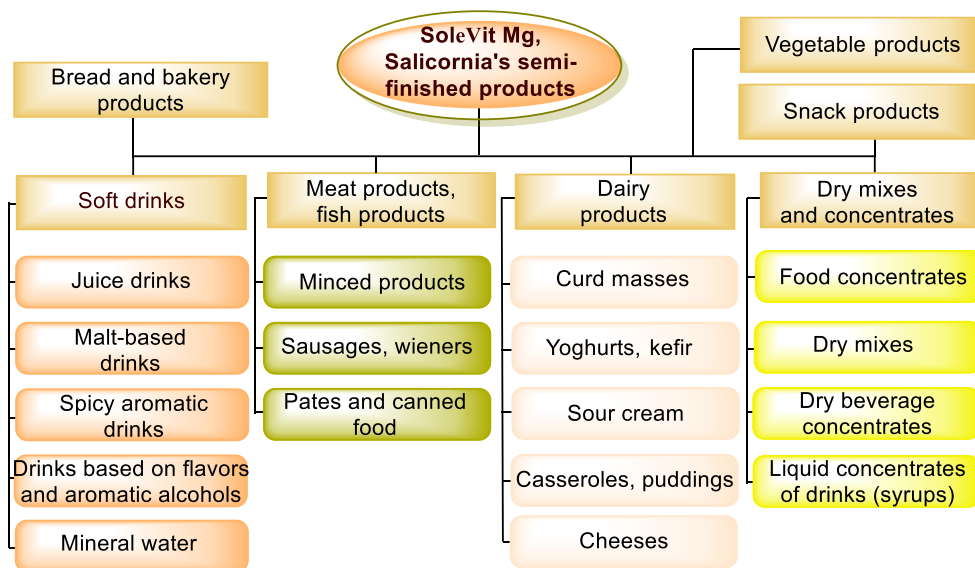 SoleVit Mg,
Salicornia's semi-
finished products
Bread and bakery
products
Vegetable products
Snack products
Soft drinks
Juice drinks
Malt-based
drinks
Spicy aromatic
drinks
Drinks based on flavors
and aromatic alcohols
Mineral water
Meat products,
fish products
Minced products
Sausages, wieners
Pates and canned
food
Dairy
products
Curd masses
Yoghurts, kefir
Sour cream
Casseroles, puddings
Cheeses
Dry mixes
and concentrates
Food concentrates
Dry mixes
Dry beverage
concentrates
Liquid concentrates
of drinks (syrups)